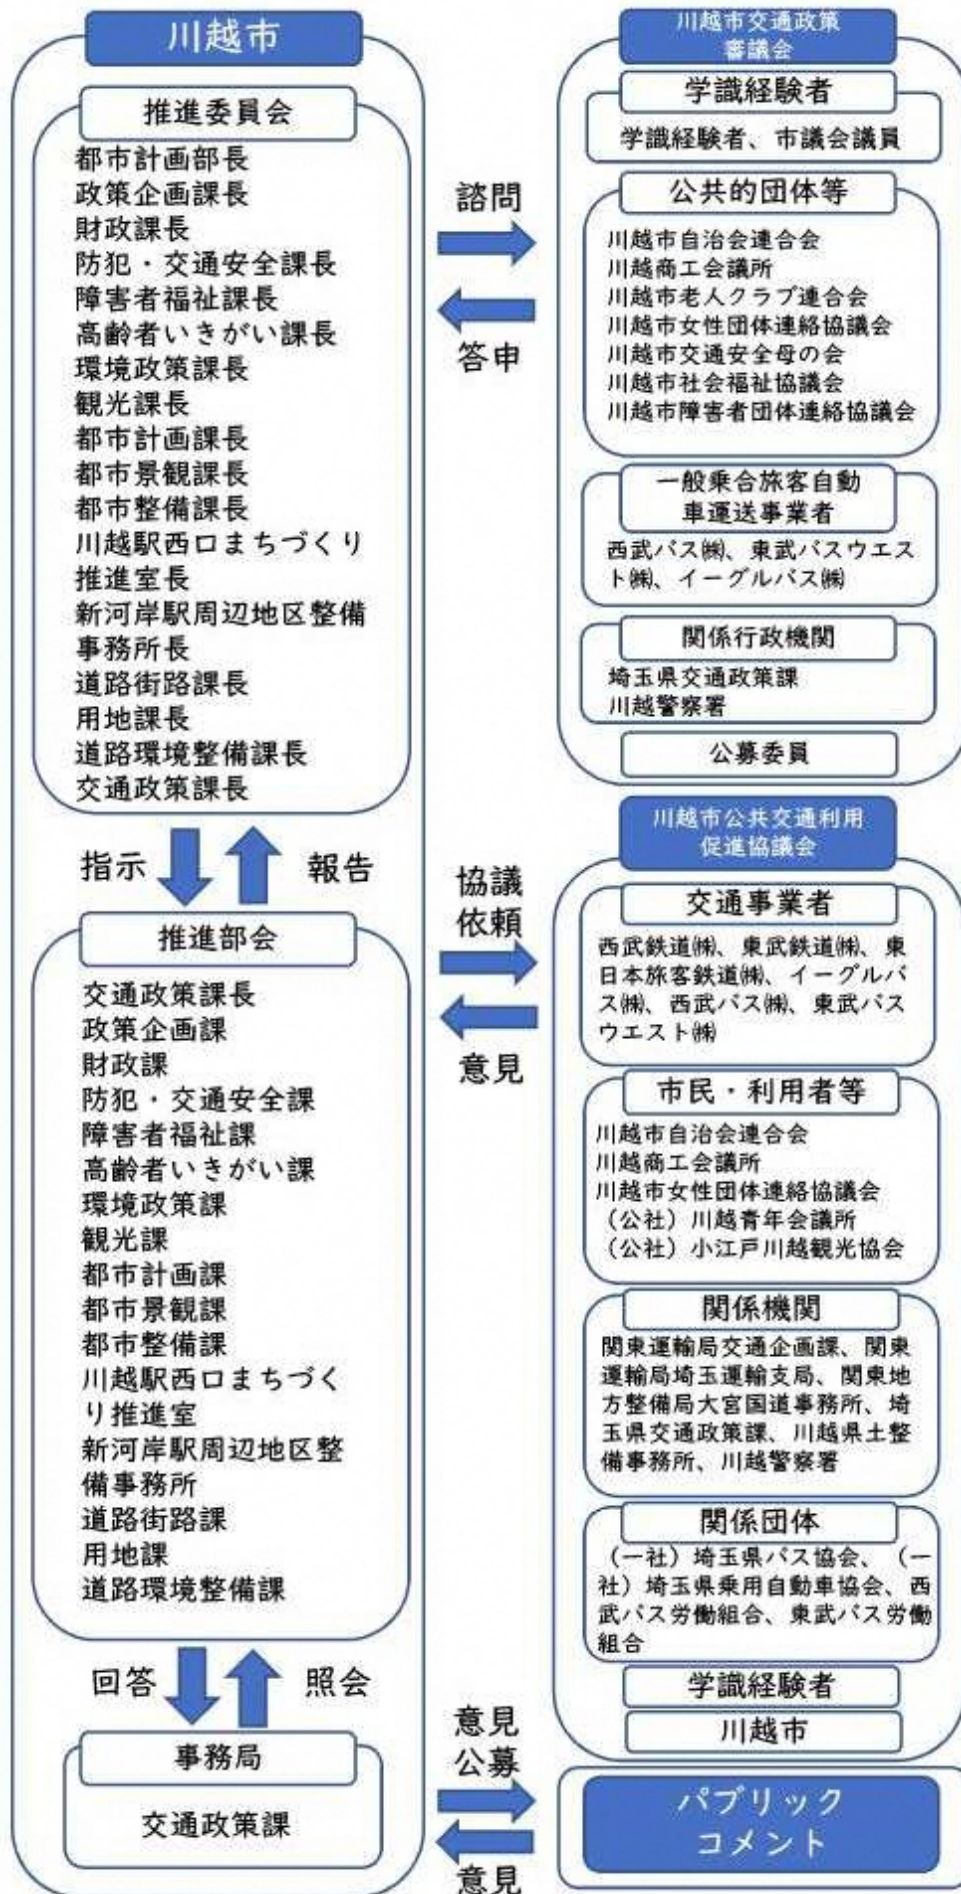 川越市
推進委員会
都市計画部長
政策企画課長
財政課長
防犯・交通安全課長
障害者福祉課長
高齢者いきがい課長
環境政策課長
観光課長
都市計画課長
都市景観課長
都市整備課長
川越駅西口まちづくり
推進室長
新河岸駅周辺地区整備
事務所長
道路街路課長
用地課長
道路環境整備課長
交通政策課長
指示
報告
推進部会
交通政策課長
政策企画課
財政課
防犯・交通安全課
障害者福祉課
高齢者いきがい課
環境政策課
観光課
都市計画課
都市景観課
都市整備課
川越駅西口まちづく
り推進室
新河岸駅周辺地区整
備事務所
道路街路課
用地課
道路環境整備課
回答
照会
事務局
交通政策課
諮問
答申
協議
依頼
意見
意見
公募
意見
川越市交通政策
審議会
学識経験者
学識経験者、市議会議員
公共的団体等
川越市自治会連合会
川越商工会議所
川越市老人クラブ連合会
川越市女性団体連絡協議会
川越市交通安全母の会
川越市社会福祉協議会
川越市障害者団体連絡協議会
一般乗合旅客自動
車運送事業者
西武バス㈱、東武バスウエス
ト㈱、イーグルバス㈱
関係行政機関
埼玉県交通政策課
川越警察署
公募委員
川越市公共交通利用
促進協議会
交通事業者
西武鉄道㈱、東武鉄道㈱、東
日本旅客鉄道㈱、イーグルバ
ス㈱、西武バス㈱、東武バス
ウエスト㈱
市民・利用者等
川越市自治会連合会
川越商工会議所
川越市女性団体連絡協議会
（公社）川越青年会議所
（公社）小江戸川越観光協会
関係機関
関東運輸局交通企画課、関東
運輸局埼玉運輸支局、関東地
方整備局大宮国道事務所、埼
玉県交通政策課、川越県土整
備事務所、川越警察署
関係団体
（一社）埼玉県バス協会、（一
社）埼玉県乗用自動車協会、西
武バス労働組合、東武バス労働
組合
学識経験者
川越市
パブリック
コメント